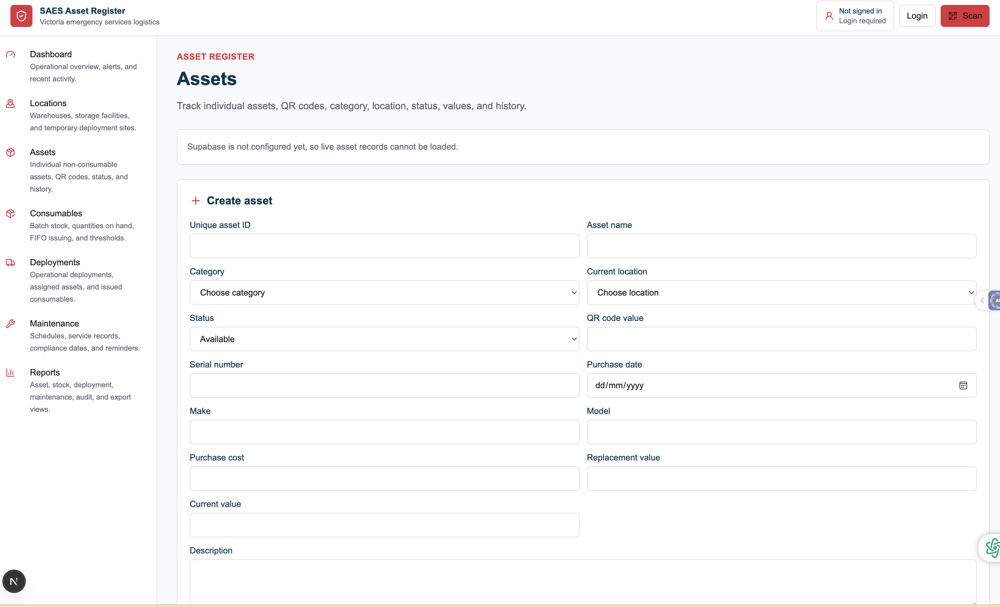 SAES Asset Register
Victoria emergency services logistics
Not signed in
Login required
Login
Scan
Dashboard
Operational overview, alerts, and
recent activity.
Locations
Warehouses, storage facilities,
and temporary deployment sites.
Assets
Individual non-consumable
assets, QR codes, status, and
history.
Consumables
Batch stock, quantities on hand,
FIFO issuing, and thresholds.
Deployments
Operational deployments,
assigned assets, and issued
consumables.
Maintenance
Schedules, service records,
compliance dates, and reminders.
Reports
Asset, stock, deployment,
maintenance, audit, and export
views.
N
ASSET REGISTER
Assets
Track individual assets, QR codes, category, location, status, values, and history.
Supabase is not configured yet, so live asset records cannot be loaded.
Create asset
Unique asset ID
Asset name
Category
Choose category
Current location
Choose location
Status
Available
QR code value
Serial number
Purchase date
dd/mm/yyyy
Make
Model
Purchase cost
Replacement value
Current value
Description